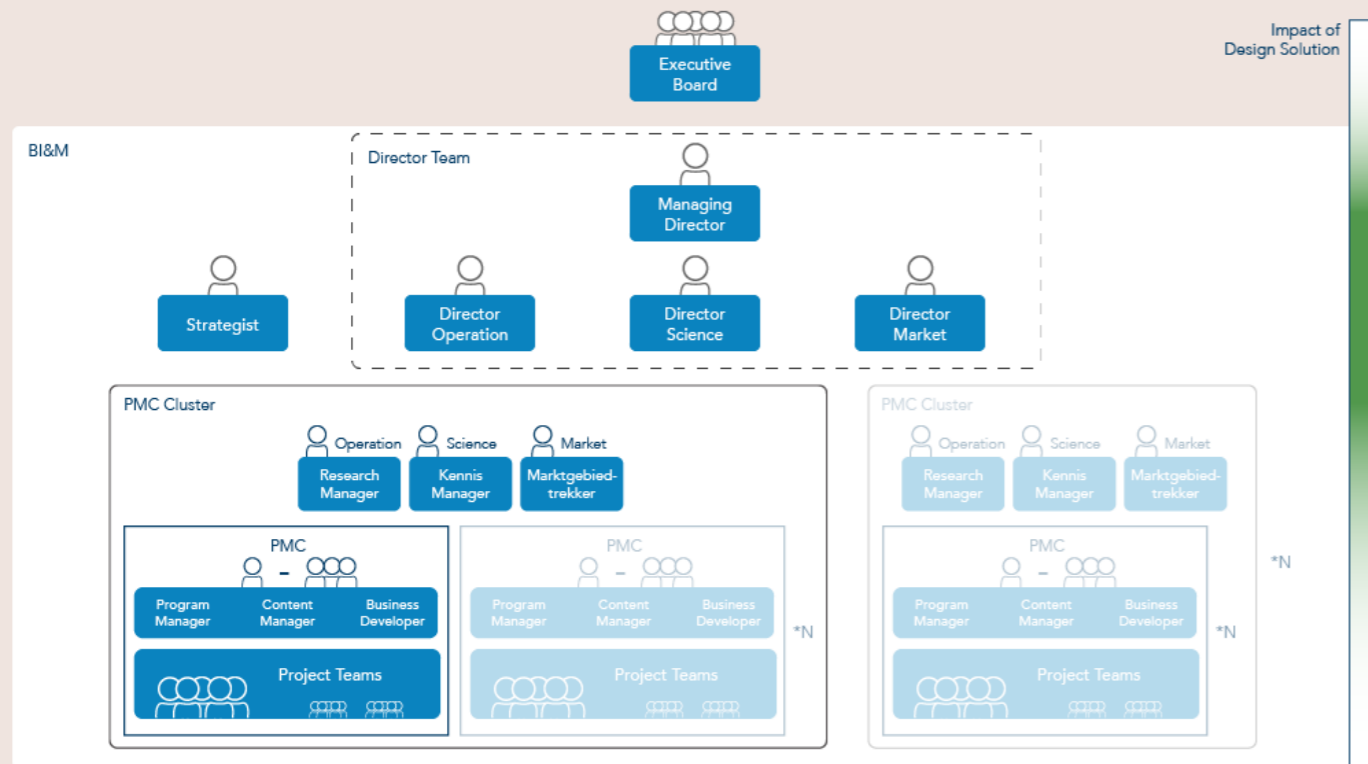 Executive
Board
Impact of
Design Solution
BI&M
Director Team
Managing
Director
Strategist
Director
Operation
Director
Science
Director
Market
PMC Cluster
Operation
Science
Market
Research
Manager
Kennis
Manager
Marktgebied-
trekker
PMC
-
Program
Manager
Content
Manager
Business
Developer
Project Teams
PMC
-
Program
Manager
Content
Manager
Business
Developer
Project Teams
*N
PMC Cluster
Operation
Science
Market
Research
Manager
Kennis
Manager
Marktgebied-
trekker
PMC
-
Program
Manager
Content
Manager
Business
Developer
Project Teams
*N
*N